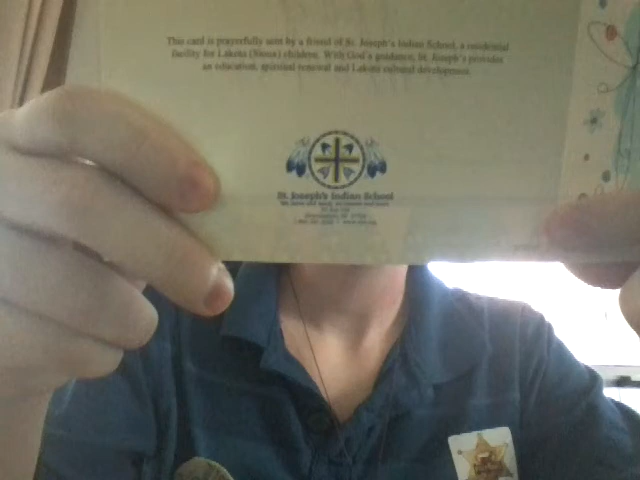 This card is prayerfully sent by a friend of St. Joseph's Indian School, a residential
facility for Lakota (Sioux) children. With God's guidance, St. Joseph's provides
an education, spiritual renewal and Lakota cultural development.
St. Joseph's Indian School